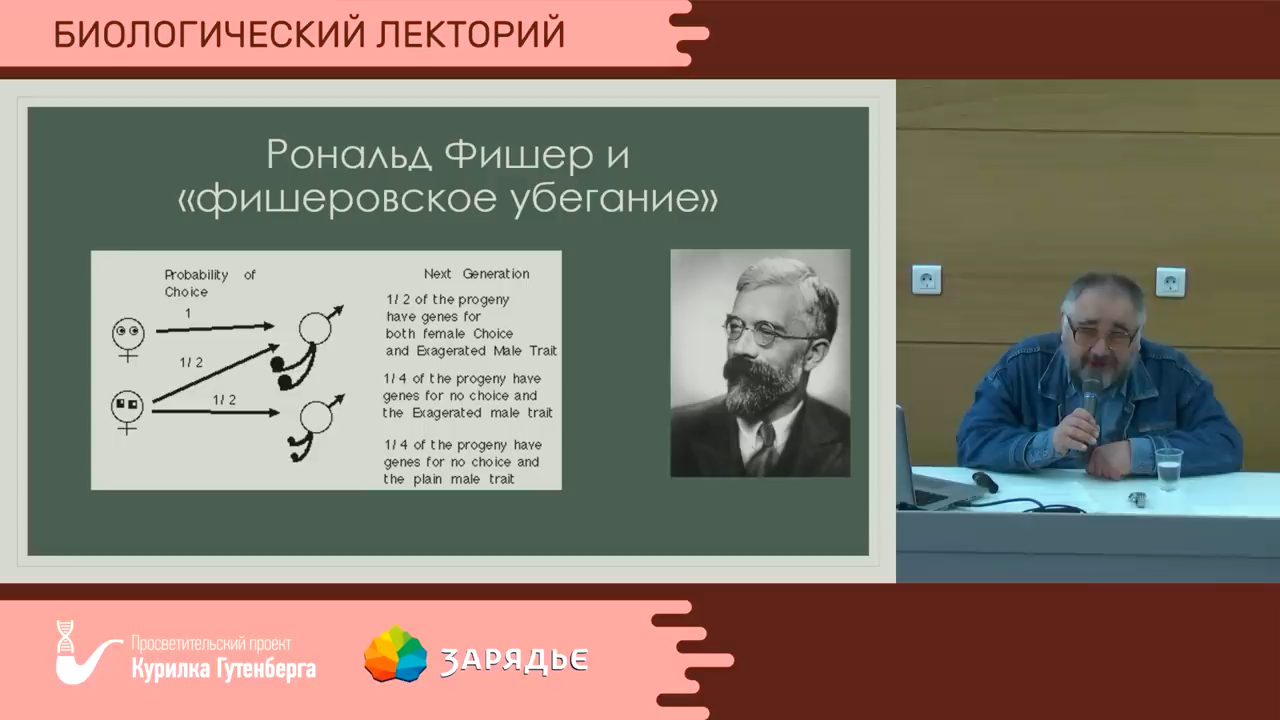 БИОЛОГИЧЕСКИЙ ЛЕКТОРИЙ
Рональд Фишер и
«фишеровское убегание»
Probability of
Choice
1
1/2
1/2
Next Generation
1/2 of the progeny
have genes for
both female Choice
and Exagerated Male Trait
1/4 of the progeny have
genes for no choice and
the Exagerated male trait
1/4 of the progeny have
genes for no choice and
the plain male trait
Просветительский проект
Курилка Гутенберга
ЗАРЯДЬЕ